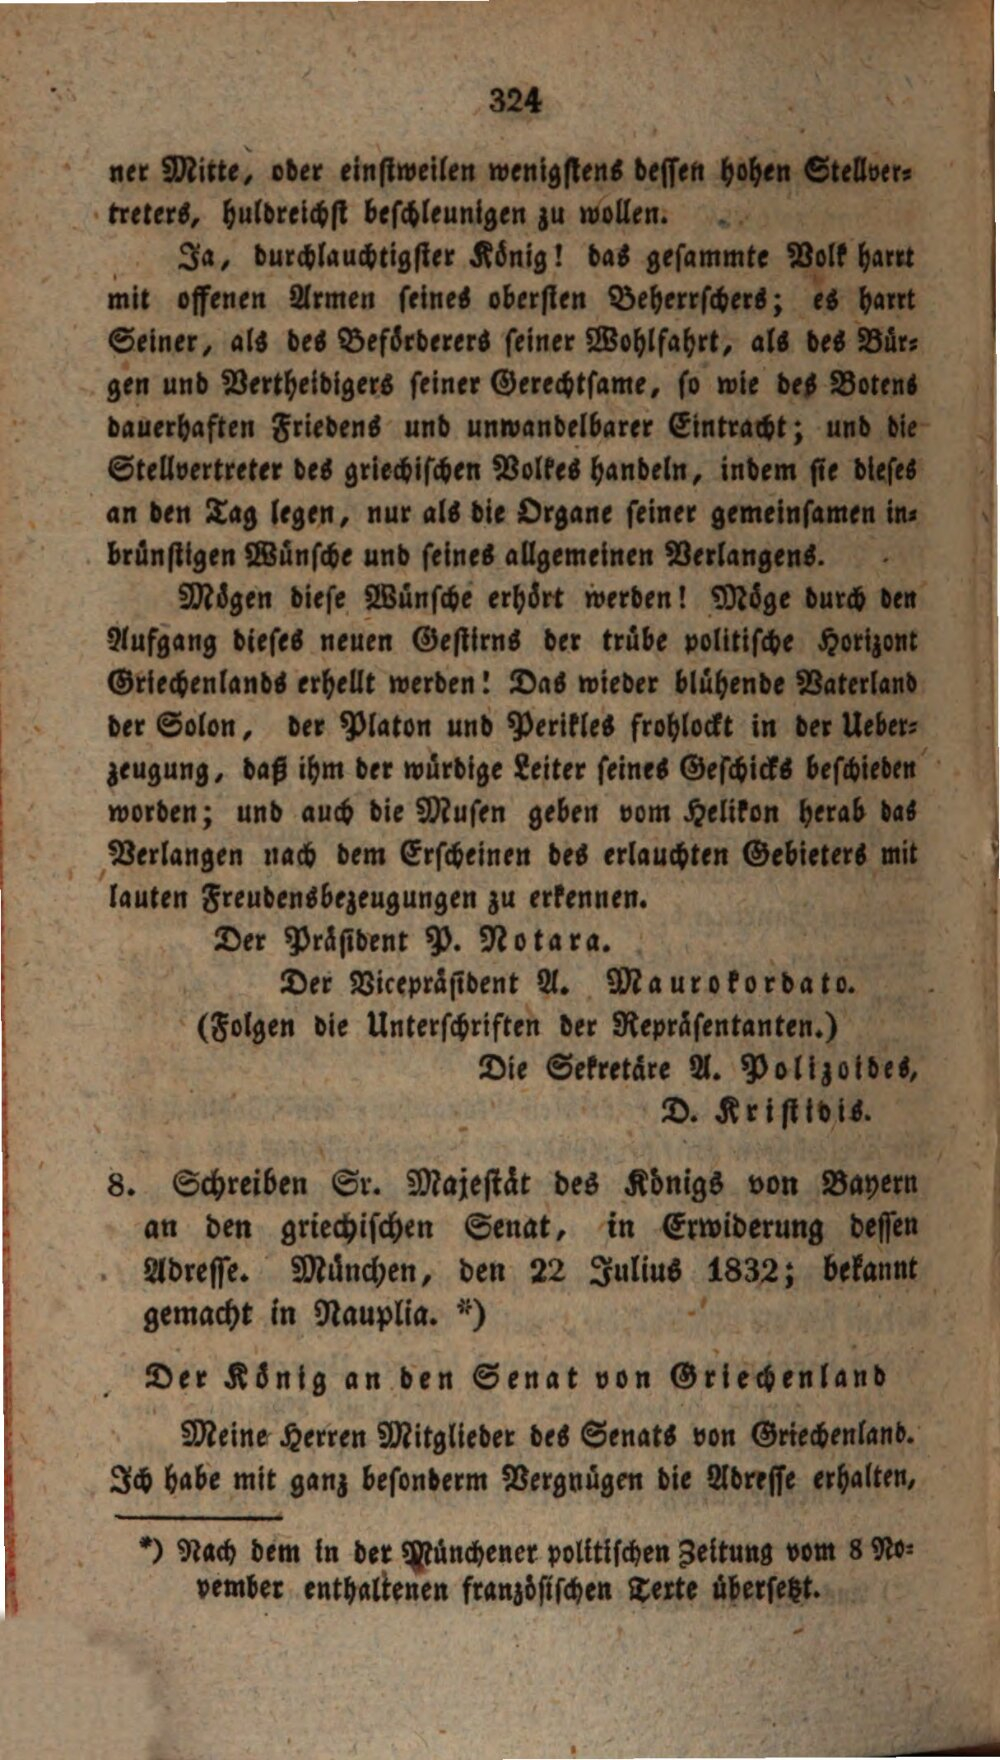 324
ner Mitte, oder einstweilen wenigstens dessen hohen Stellver-
treters, huldreichst beschleunigen zu wollen.
Ja, durchlauchtigster König! das gesammte Volk harrt
mit offenen Armen seines obersten Beherrschers; es harrt
Seiner, als des Beförderers seiner Wohlfahrt, als des Bür-
gen und Vertheidigers seiner Gerechtsame, so wie des Botens
dauerhaften Friedens und unwandelbarer Eintracht; und die
Stellvertreter des griechischen Volkes handeln, indem sie dieses
an den Tag legen, nur als die Organe seiner gemeinsamen in-
brünstigen Wünsche und seines allgemeinen Verlangens.
Mögen diese Wünsche erhört werden! Möge durch den
Aufgang dieses neuen Gestirns der trübe politische Horizont
Griechenlands erhellt werden! Das wieder blühende Vaterland
der Solon, der Platon und Perikles frohlockt in der Ueber-
zeugung, daß ihm der würdige Leiter seines Geschicks beschieden
worden; und auch die Musen geben vom Helikon herab das
Verlangen nach dem Erscheinen des erlauchten Gebieters mit
lauten Freudensbezeugungen zu erkennen.
Der Präsident P. Notara.
Der Vicepräsident A. Maurokordato.
(Folgen die Unterschriften der Repräsentanten.)
Die Sekretäre A. Polizoides,
D. Kristidis.
8. Schreiben Sr. Majestät des Königs von Bayern
an den griechischen Senat, in Erwiderung dessen
Adresse. München, den 22 Julius 1832; bekannt
gemacht in Nauplia. *)
Der König an den Senat von Griechenland
Meine Herren Mitglieder des Senats von Griechenland.
Ich habe mit ganz besonderm Vergnügen die Adresse erhalten,
*) Nach dem in der Münchener politischen Zeitung vom 8 No-
vember enthaltenen französischen Texte übersetzt.